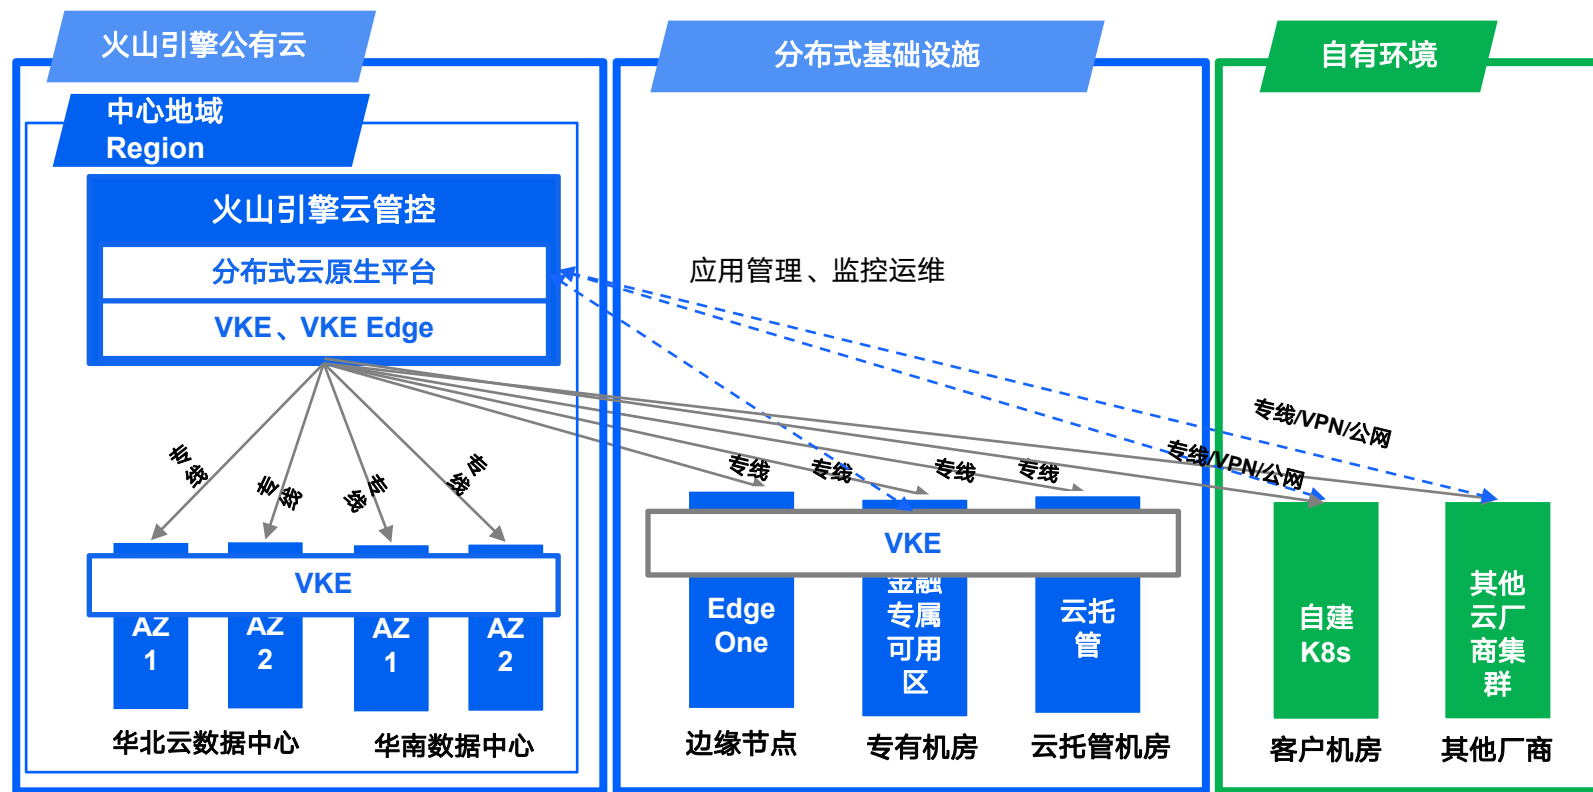 火山引擎公有云
中心地域
Region
火山引擎云管控
分布式云原生平台
VKE、VKE Edge
专线
专线
专线
专线
VKE
AZ
1
AZ
2
AZ
1
AZ
2
华北云数据中心
华南数据中心
分布式基础设施
应用管理、监控运维
专线
专线
专线
专线
VKE
Edge
One
金融
专属
可用
区
云托
管
边缘节点
专有机房
云托管机房
自有环境
专线/VPN/公网
专线/VPN/公网
自建
K8s
其他
云厂
商集
群
客户机房
其他厂商